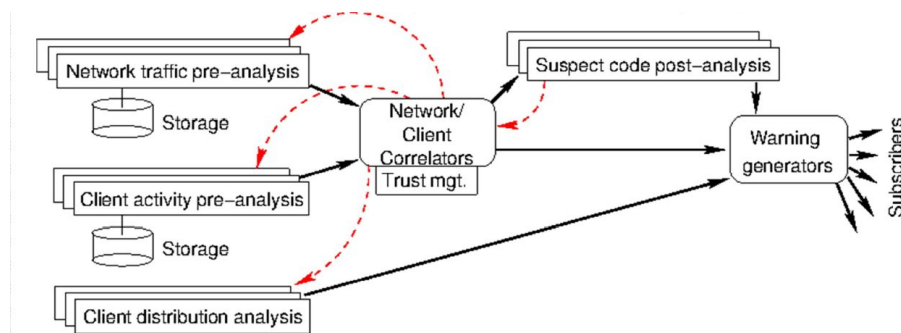 Network traffic pre-analysis
Storage
Client activity pre-analysis
Storage
Client distribution analysis
Network/
Client
Correlators
Trust mgt.
Suspect code post-analysis
Warning
generators
Subscribers